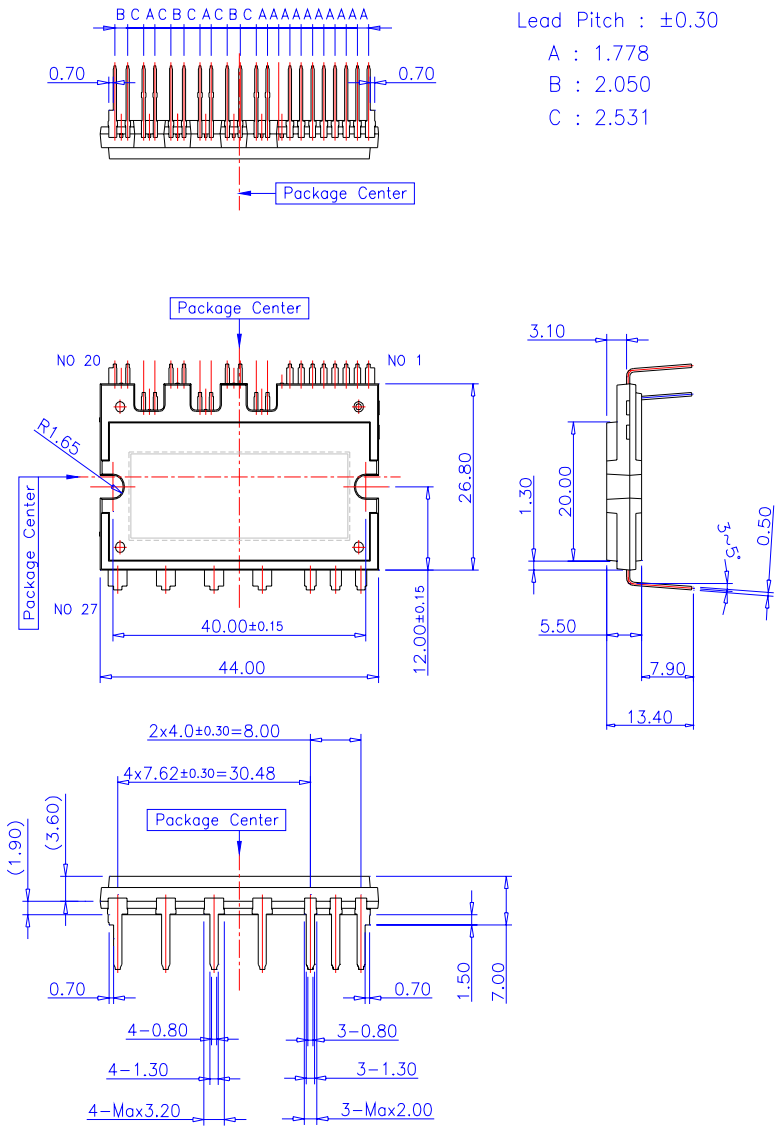 B C A C B C A C B C A A A A A A A A A
Lead Pitch : ±0.30
A : 1.778
B : 2.050
C : 2.531
0.70
0.70
Package Center
Package Center
NO 20
NO 1
3.10
R1.65
Package Center
26.80
1.30
20.00
3~5°
0.50
NO 27
40.00±0.15
12.00±0.15
44.00
5.50
7.90
13.40
2x4.0±0.30=8.00
4x7.62±0.30=30.48
Package Center
(1.90)
(3.60)
0.70
0.70
1.50
7.00
4-0.80
3-0.80
4-1.30
3-1.30
4-Max3.20
3-Max2.00